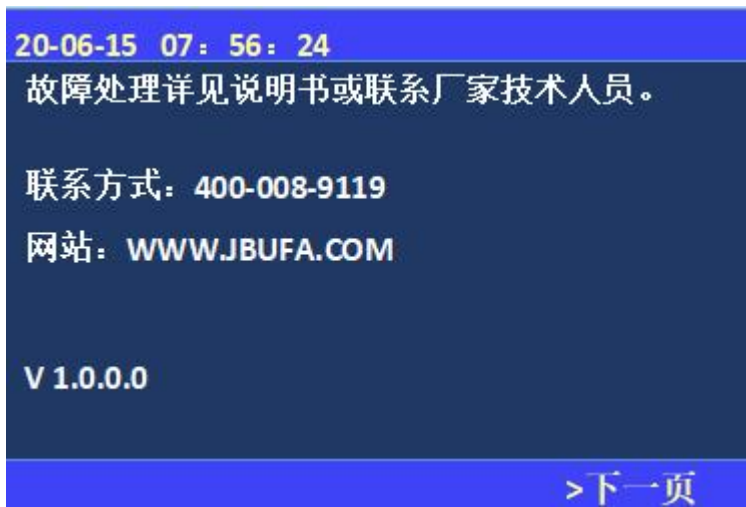 20-06-15 07：56：24
故障处理详见说明书或联系厂家技术人员。
联系方式：400-008-9119
网站：WWW.JBUFA.COM
V 1.0.0.0
>下一页